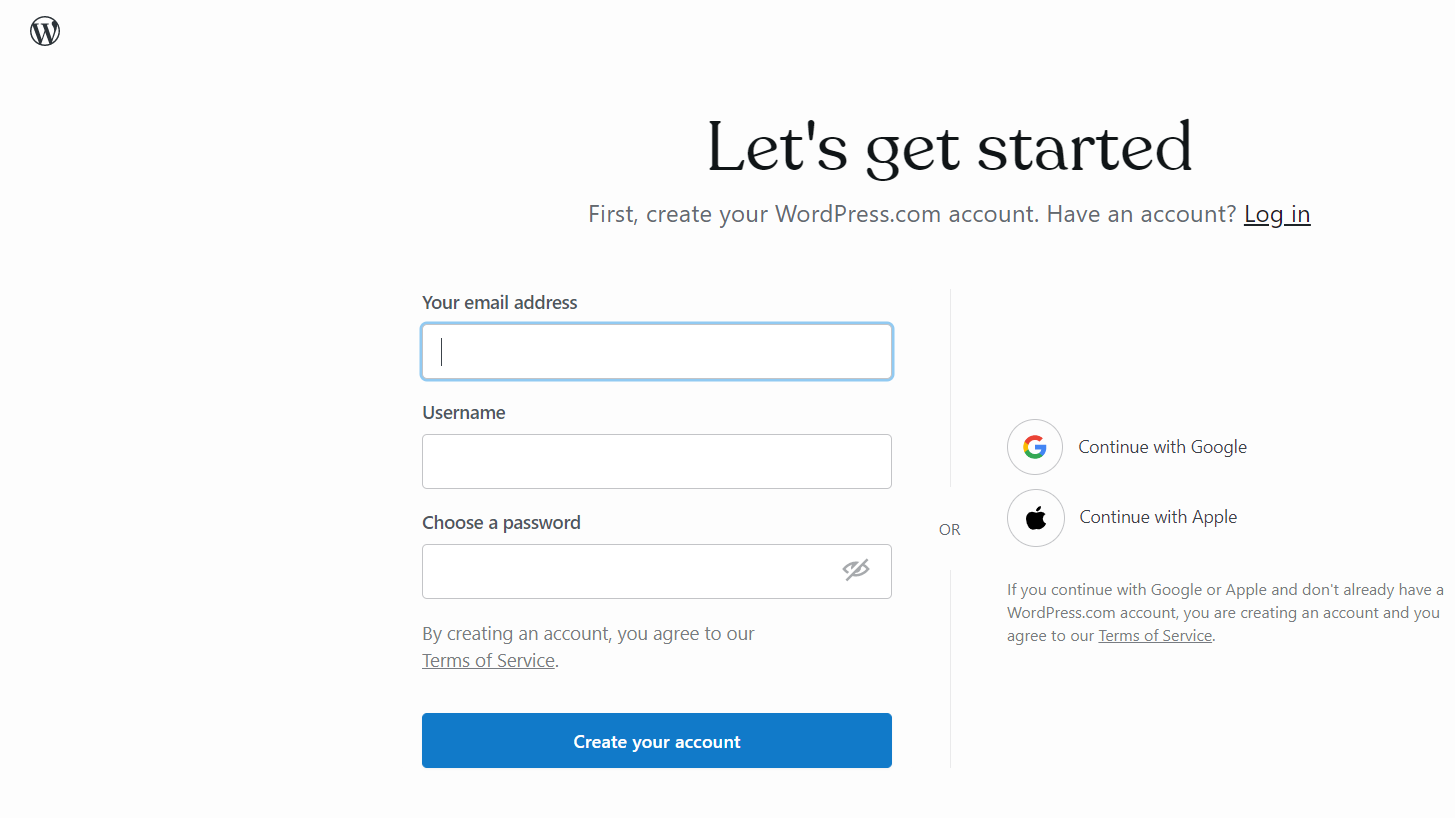 Let's get started
First, create your WordPress.com account. Have an account? Log in
Your email address
Username
Choose a password
By creating an account, you agree to our
Terms of Service.
Create your account
OR
Continue with Google
Continue with Apple
If you continue with Google or Apple and don't already have a
WordPress.com account, you are creating an account and you
agree to our Terms of Service.